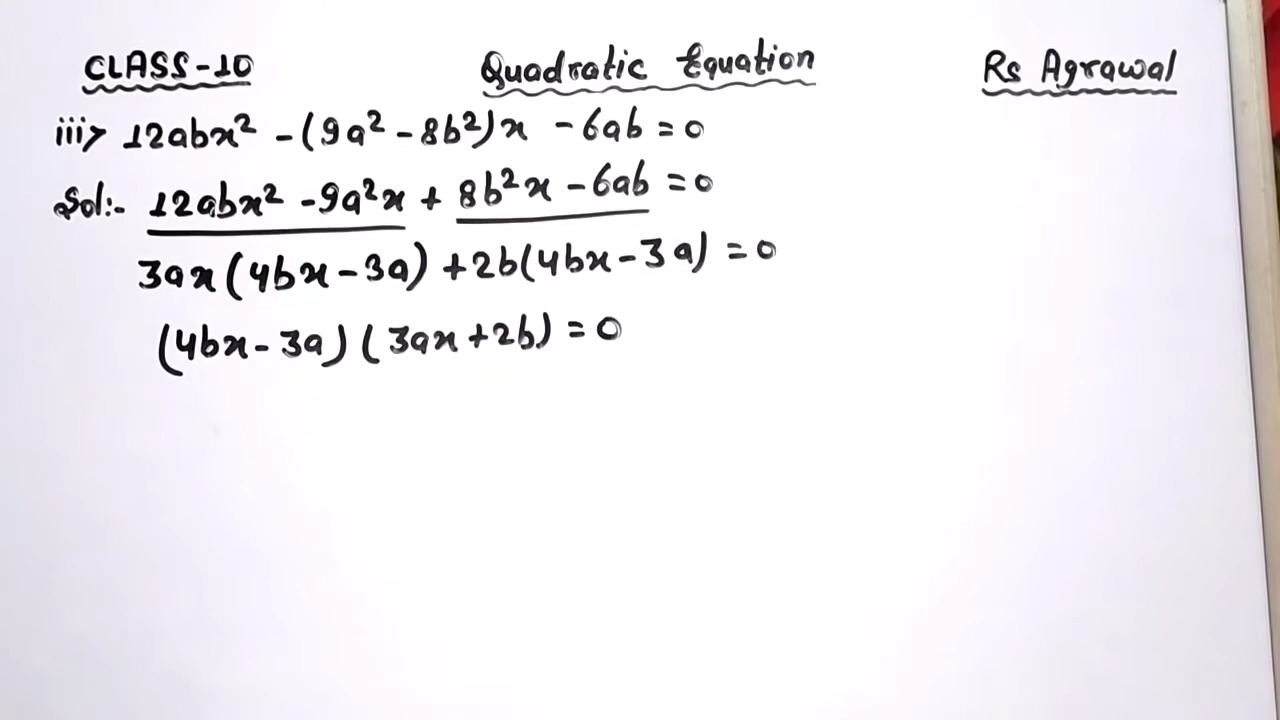 CLASS-10 Quadratic Equation Rs Agrawal
iii> 12abx² - (9a² - 8b²)x - 6ab = 0
Sol:- 12abx² - 9a²x + 8b²x - 6ab = 0
3ax(4bx - 3a) + 2b(4bx - 3a) = 0
(4bx - 3a)(3ax + 2b) = 0